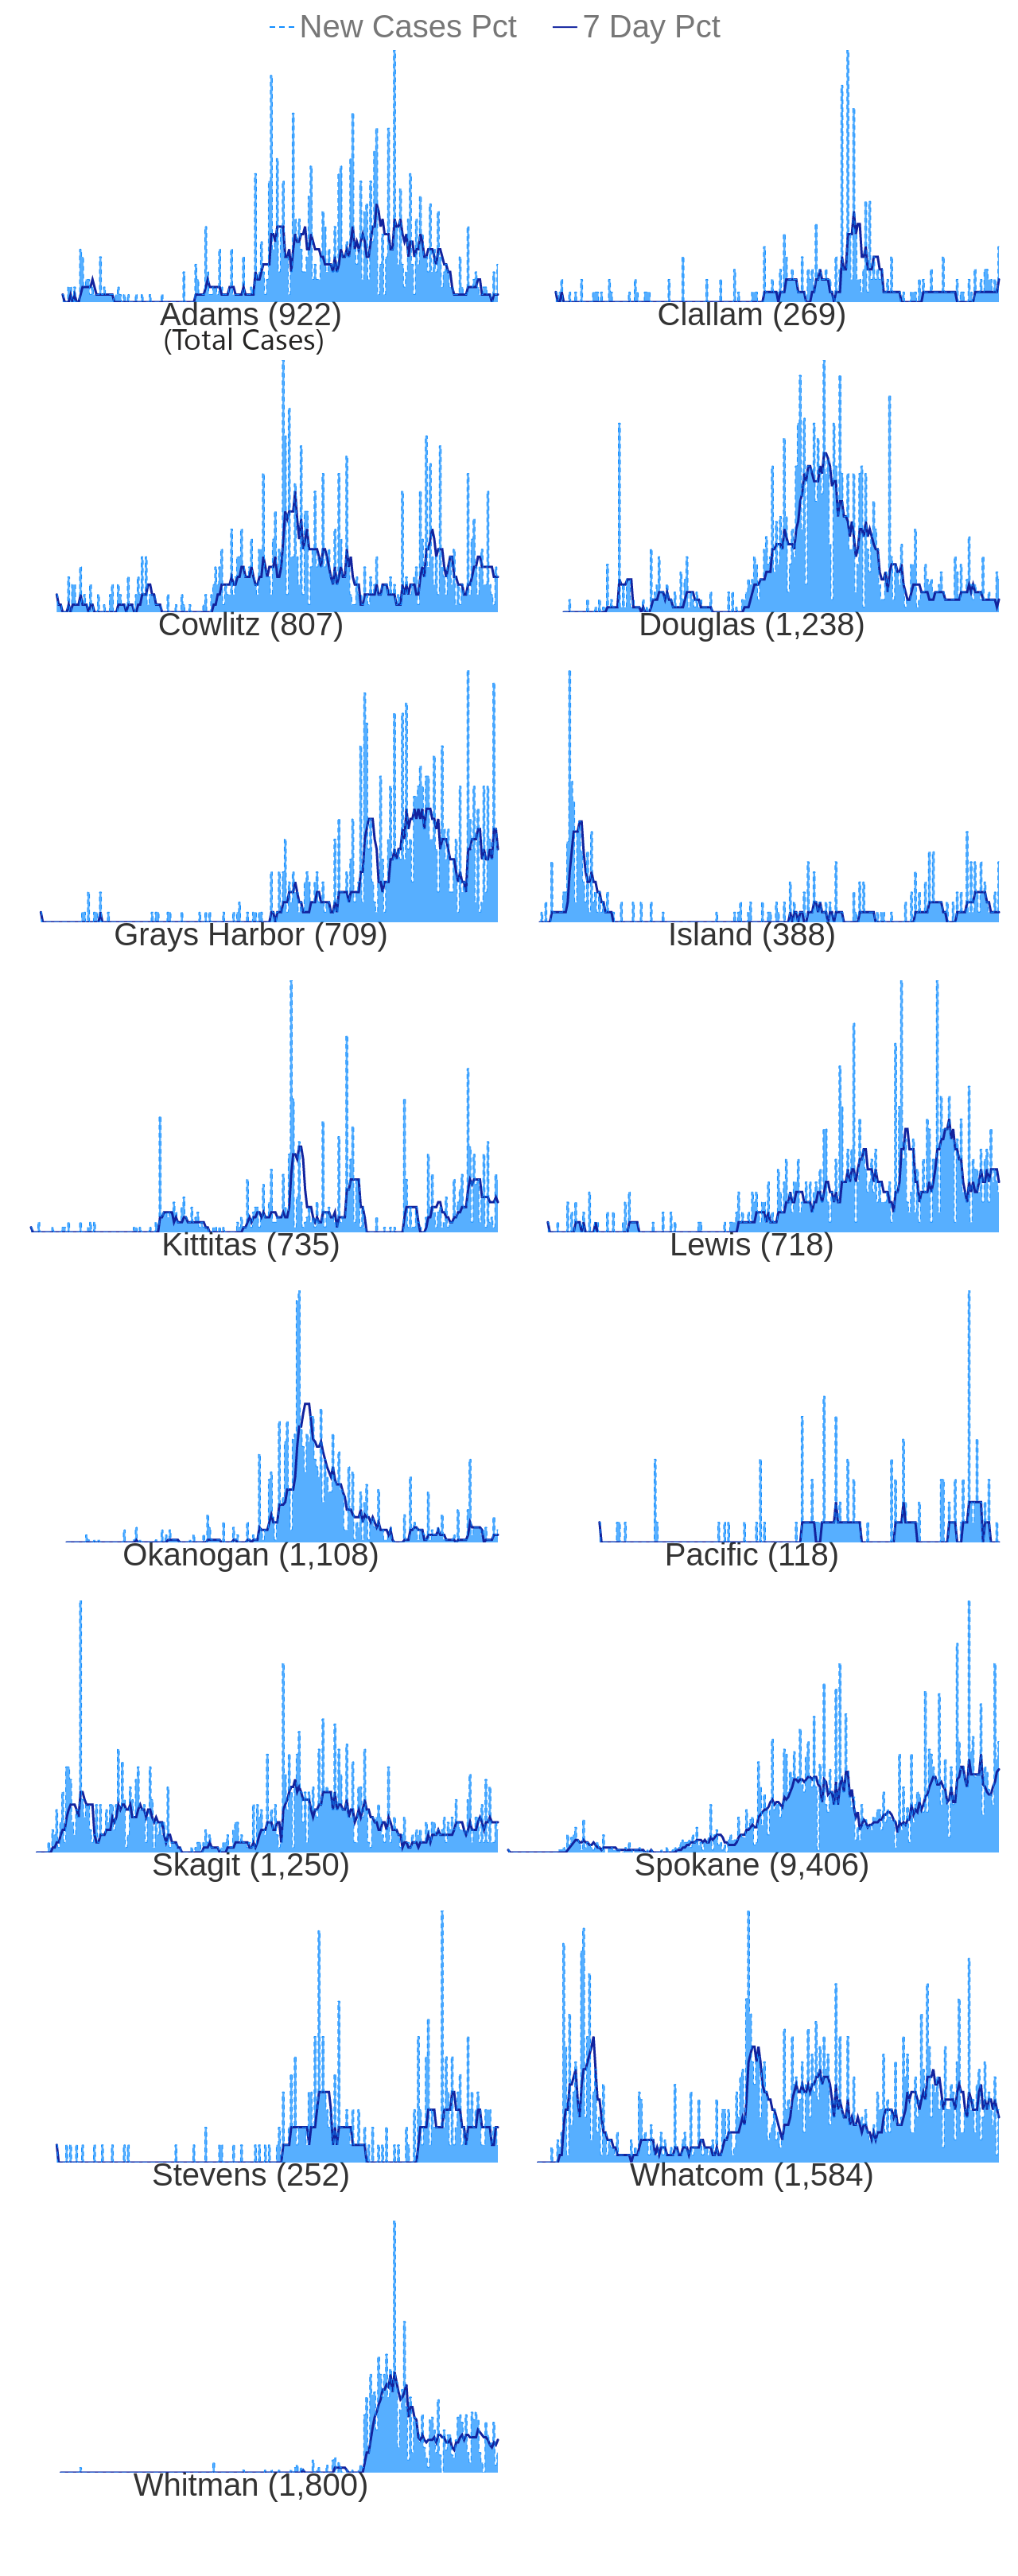 New Cases Pct 7 Day Pct
Adams (922) Clallam (269)
(Total Cases)
Cowlitz (807) Douglas (1,238)
Grays Harbor (709) Island (388)
Kittitas (735) Lewis (718)
Okanogan (1,108) Pacific (118)
Skagit (1,250) Spokane (9,406)
Stevens (252) Whatcom (1,584)
Whitman (1,800)